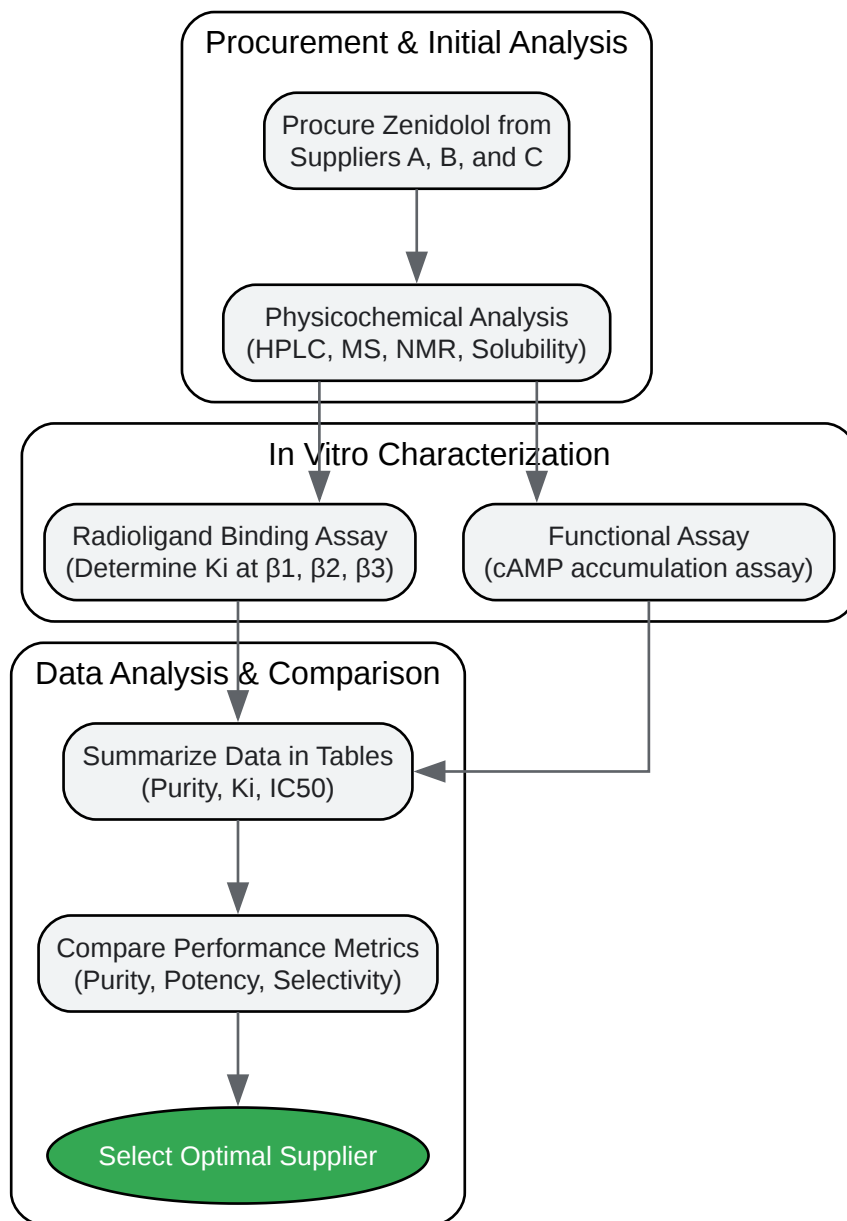 Procurement & Initial Analysis
Procure Zenidolol from
Suppliers A, B, and C
Physicochemical Analysis
(HPLC, MS, NMR, Solubility)
In Vitro Characterization
Radioligand Binding Assay
(Determine Ki at β1, β2, β3)
Functional Assay
(cAMP accumulation assay)
Data Analysis & Comparison
Summarize Data in Tables
(Purity, Ki, IC50)
Compare Performance Metrics
(Purity, Potency, Selectivity)
Select Optimal Supplier